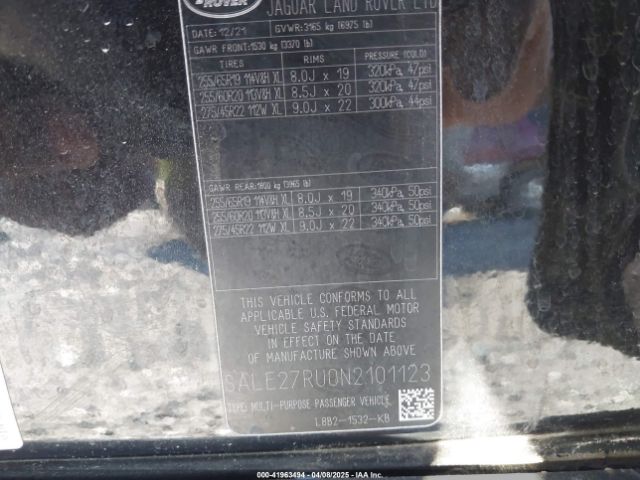 ROVER
JAGUAR LAND ROVER LTD
DATE: 12/21 GVWR: 3165 kg (6975 lb)
GAWR FRONT: 1530 kg (3370 lb)
TIRES RIMS PRESSURE (COLD)
255/65R19 114V&H XL 8.0J x 19 320kPa, 47psi
255/60R20 113V&H XL 8.5J x 20 320kPa, 47psi
275/45R22 112W XL 9.0J x 22 300kPa, 44psi
GAWR REAR: 1800 kg (3965 lb)
255/65R19 114V&H XL 8.0J x 19 340kPa, 50psi
255/60R20 113V&H XL 8.5J x 20 340kPa, 50psi
275/45R22 112W XL 9.0J x 22 340kPa, 50psi
THIS VEHICLE CONFORMS TO ALL
APPLICABLE U.S. FEDERAL MOTOR
VEHICLE SAFETY STANDARDS
IN EFFECT ON THE DATE
OF MANUFACTURE SHOWN ABOVE
SALE27RU0N2101123
TYPE: MULTI-PURPOSE PASSENGER VEHICLE
L8B2-1532-KB
000-41963494 - 04/08/2025 - © IAA Holdings, LLC